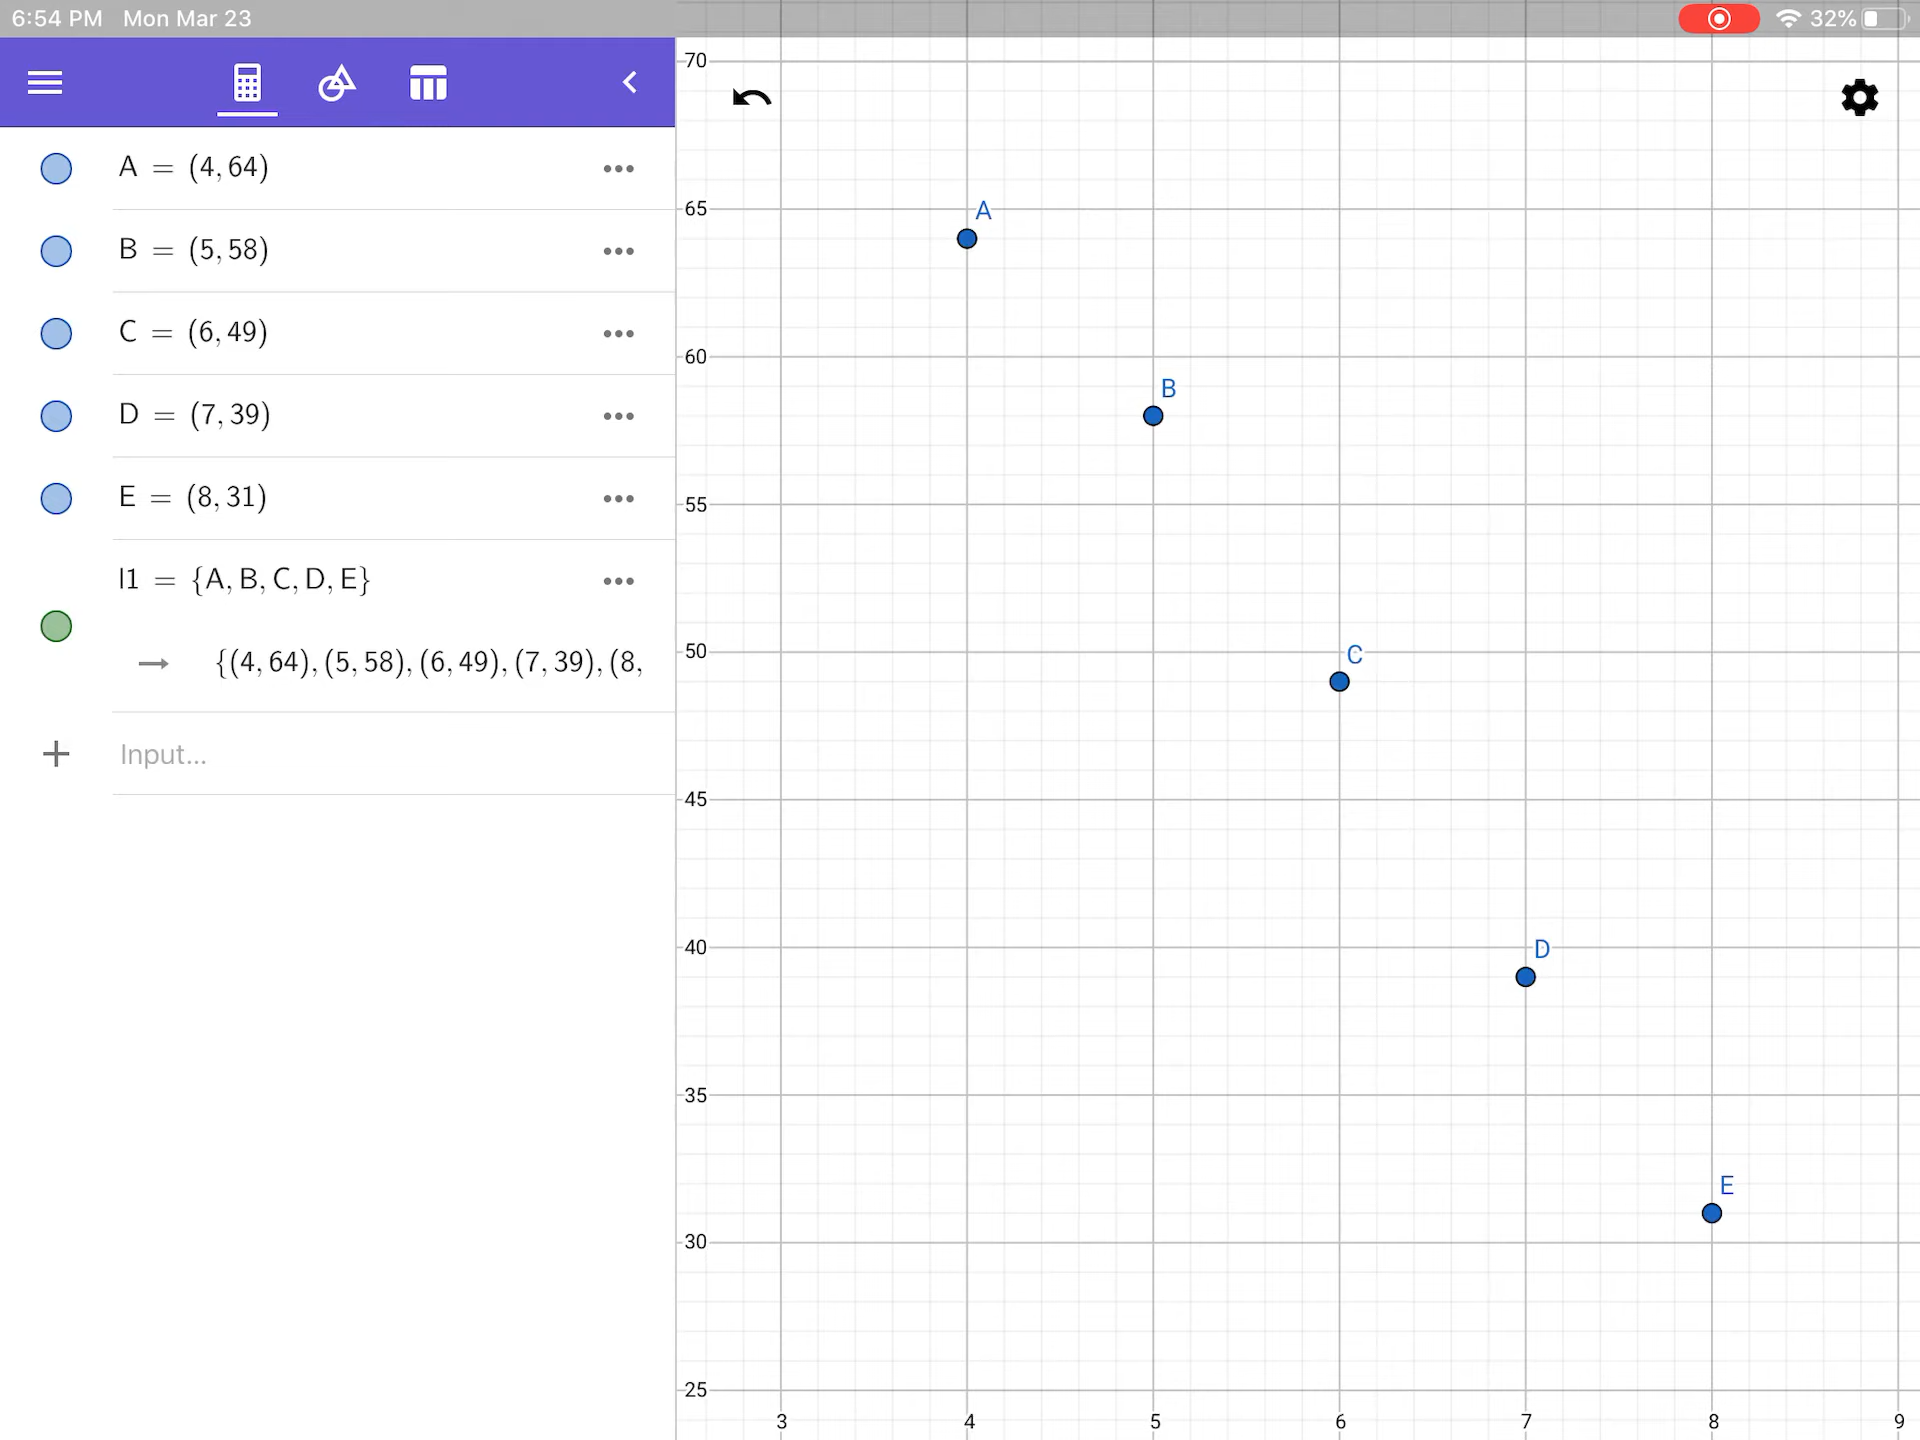 6:54 PM Mon Mar 23
32%
A = (4, 64)
B = (5, 58)
C = (6, 49)
D = (7, 39)
E = (8, 31)
l1 = {A, B, C, D, E}
→ {(4, 64), (5, 58), (6, 49), (7, 39), (8,
+ Input...
70
65
60
55
50
45
40
35
30
25
A
B
C
D
E
3 4 5 6 7 8 9